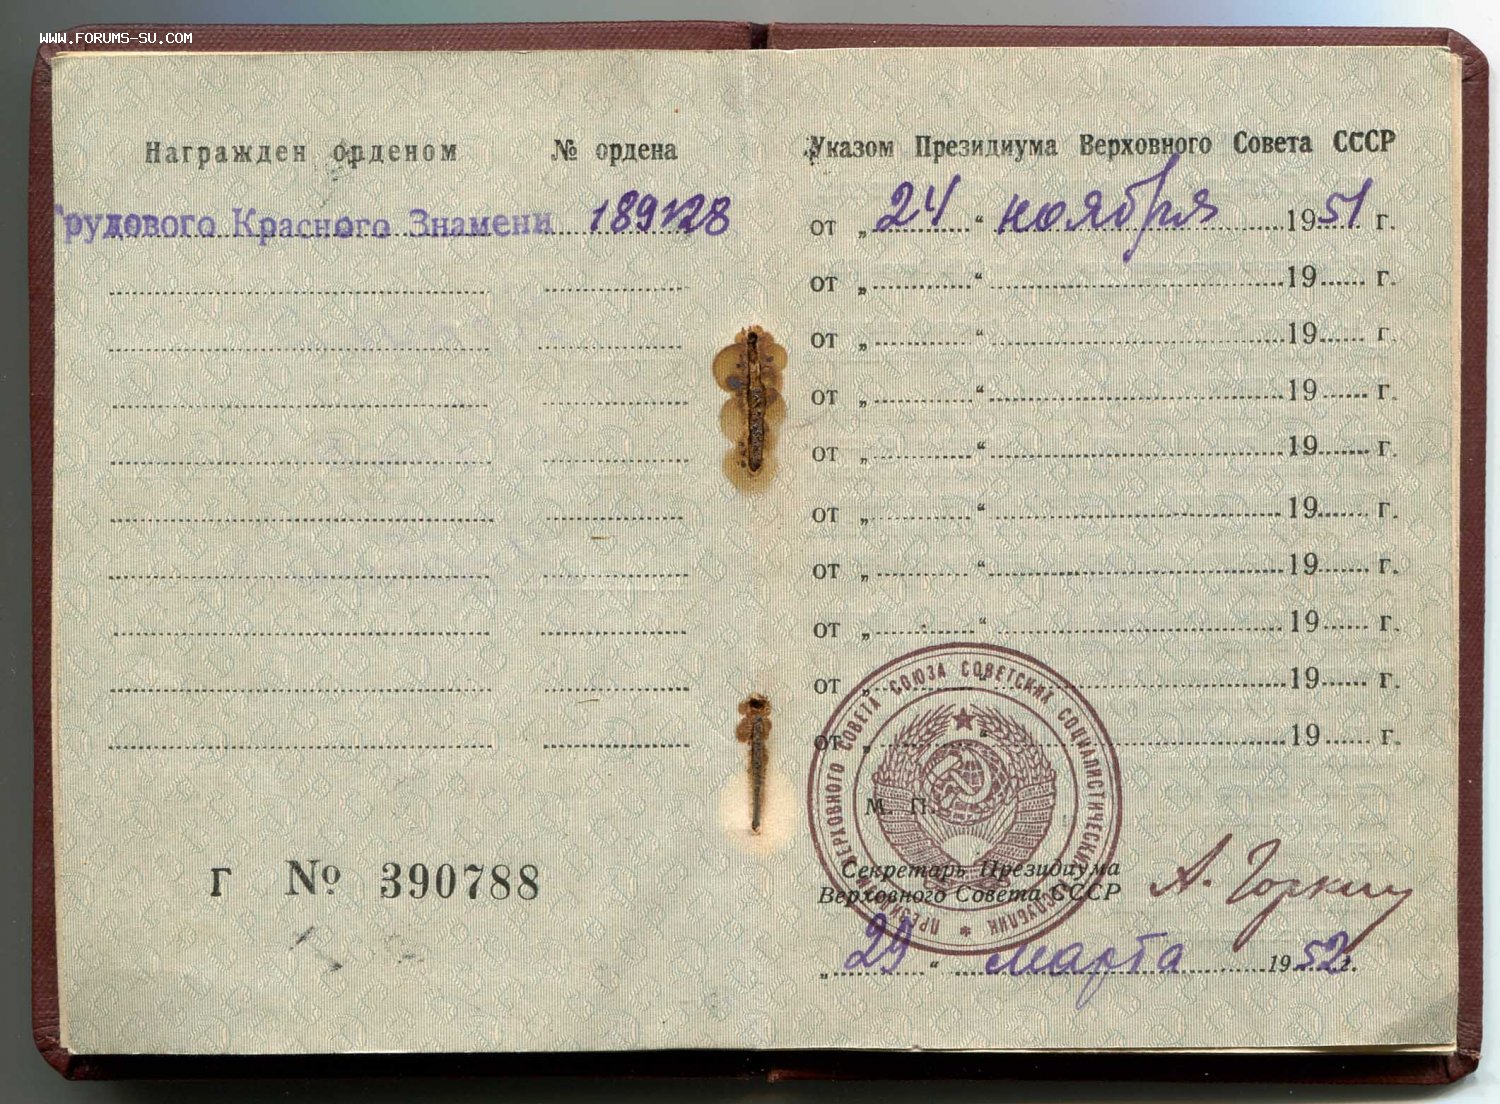 WWW.FORUMS-SU.COM
Награжден орденом № ордена
Трудового Красного Знамени 189728
Г № 390788
Указом Президиума Верховного Совета СССР
от „ 24 “ ноября 1951 г.
от „ “ 19 г.
от „ “ 19 г.
от „ “ 19 г.
от „ “ 19 г.
от „ “ 19 г.
от „ “ 19 г.
от „ “ 19 г.
от „ “ 19 г.
от „ “ 19 г.
ПРЕЗИДИУМ ВЕРХОВНОГО СОВЕТА СОЮЗА СОВЕТСКИХ СОЦИАЛИСТИЧЕСКИХ РЕСПУБЛИК
М. П.
Секретарь Президиума
Верховного Совета СССР А. Горкин
„ 29 “ марта 1952 г.